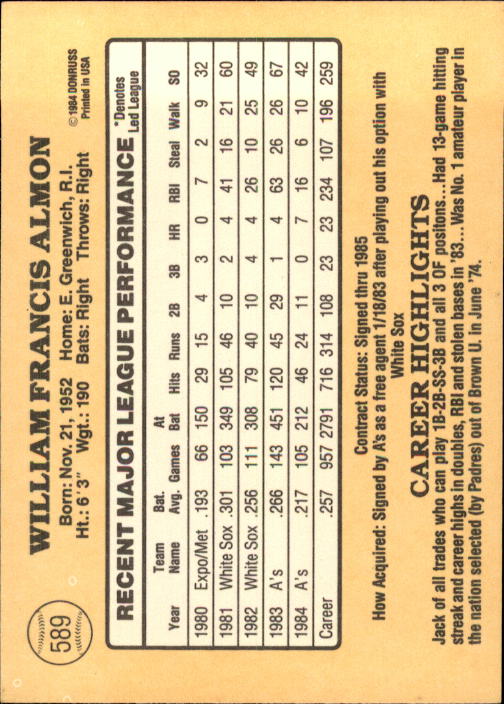 589
WILLIAM FRANCIS ALMON
Born: Nov. 21, 1952 Home: E. Greenwich, R.I.
Ht.: 6'3" Wgt.: 190 Bats: Right Throws: Right
© 1984 DONRUSS
Printed in USA
RECENT MAJOR LEAGUE PERFORMANCE *Denotes Led League
Year Team Name Bat. Avg. Games At Bat Hits Runs 2B 3B HR RBI Steal Walk SO
1980 Expo/Met .193 66 150 29 15 4 3 0 7 2 9 32
1981 White Sox .301 103 349 105 46 10 2 4 41 16 21 60
1982 White Sox .256 111 308 79 40 10 4 4 26 10 25 49
1983 A's .266 143 451 120 45 29 1 4 63 26 26 67
1984 A's .217 105 212 46 24 11 0 7 16 6 10 42
Career .257 957 2791 716 314 108 23 23 234 107 196 259
Contract Status: Signed thru 1985
How Acquired: Signed by A's as a free agent 1/18/83 after playing out his option with
White Sox
CAREER HIGHLIGHTS
Jack of all trades who can play 1B-2B-SS-3B and all 3 OF positons...Had 13-game hitting
streak and career highs in doubles, RBI and stolen bases in '83... Was No. 1 amateur player in
the nation selected (by Padres) out of Brown U. in June '74.